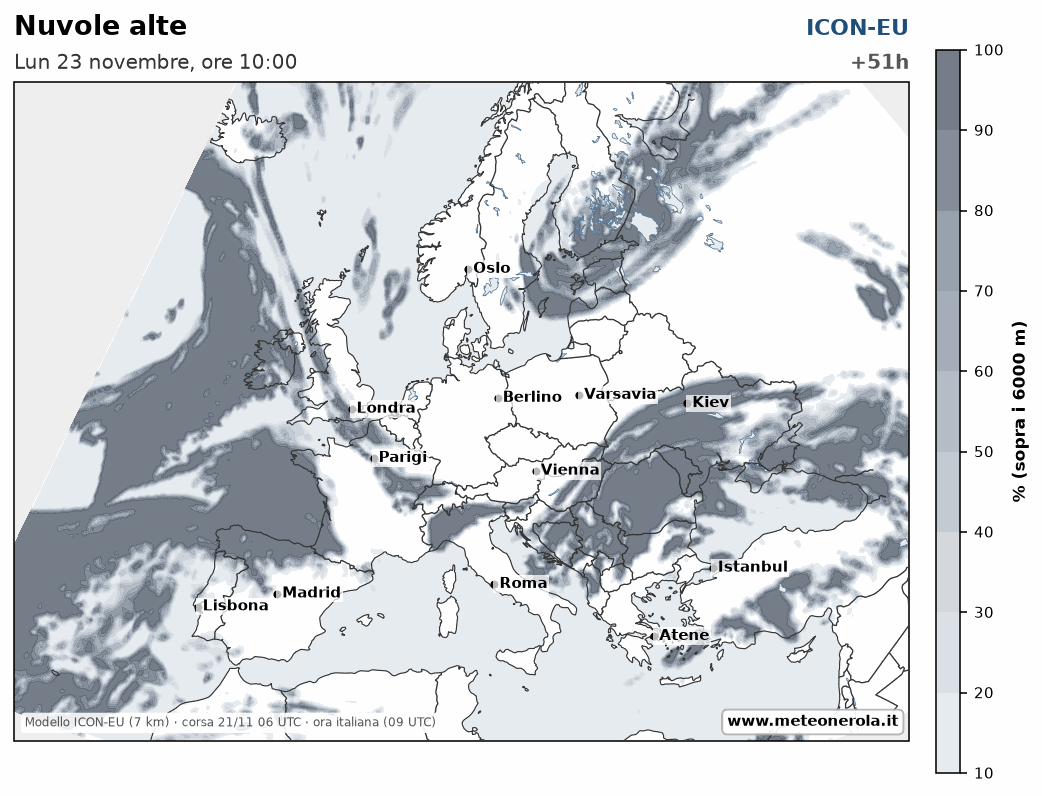 Nuvole alte
ICON-EU
Lun 23 novembre, ore 10:00
+51h
100
90
80
70
60
50
40
30
20
10
% (sopra i 6000 m)
Oslo
Londra
Berlino
Varsavia
Kiev
Parigi
Vienna
Istanbul
Madrid
Roma
Lisbona
Atene
Modello ICON-EU (7 km) · corsa 21/11 06 UTC · ora italiana (09 UTC)
www.meteonerola.it